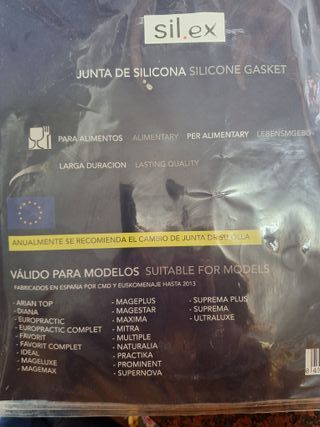 sil.ex
JUNTA DE SILICONA SILICONE GASKET
PARA ALIMENTOS ALIMENTARY PER ALIMENTARY LEBENSMGEBO
LARGA DURACION LASTING QUALITY
ANUALMENTE SE RECOMIENDA EL CAMBIO DE JUNTA DE SU OLLA
VÁLIDO PARA MODELOS SUITABLE FOR MODELS
FABRICADOS EN ESPAÑA POR CMD Y EUSKOMENAJE HASTA 2013
- ARIAN TOP
- DIANA
- EUROPRACTIC
- EUROPRACTIC COMPLET
- FAVORIT
- FAVORIT COMPLET
- IDEAL
- MAGELUXE
- MAGEMAX
- MAGEPLUS
- MAGESTAR
- MAXIMA
- MITRA
- MULTIPLE
- NATURALIA
- PRACTIKA
- PROMINENT
- SUPERNOVA
- SUPREMA PLUS
- SUPREMA
- ULTRALUXE